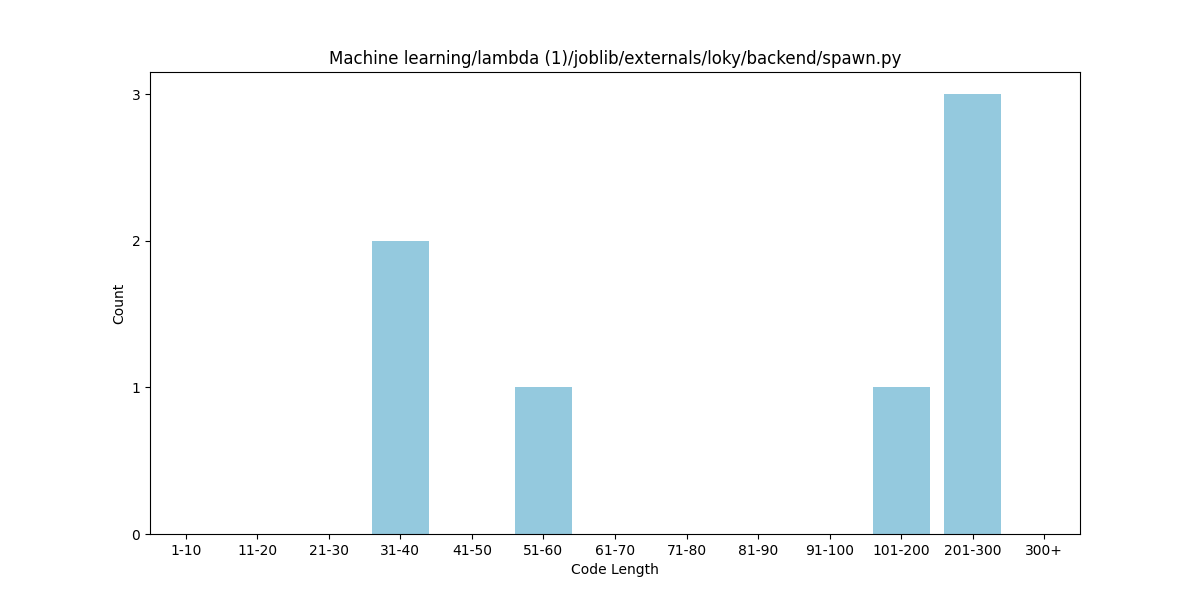 Machine learning/lambda (1)/joblib/externals/loky/backend/spawn.py
3
2
1
0
Count
1-10 11-20 21-30 31-40 41-50 51-60 61-70 71-80 81-90 91-100 101-200 201-300 300+
Code Length